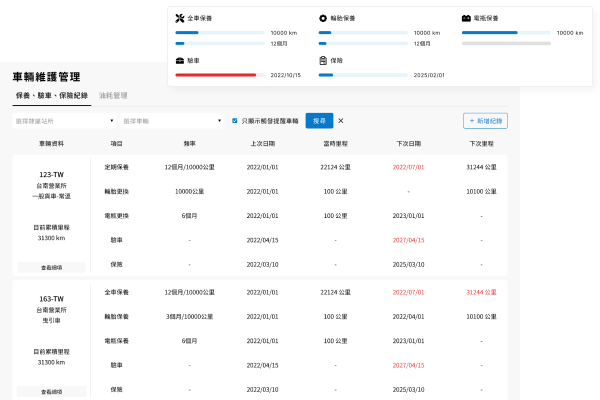 全車保養
10000 km
12個月
輪胎保養
10000 km
12個月
電瓶保養
10000 km
驗車
2022/10/15
保險
2025/02/01
車輛維護管理
保養、驗車、保險紀錄
油耗管理
選擇隸屬站所
選擇車輛
只顯示觸發提醒車輛
搜尋
+ 新增紀錄
車輛資料 項目 頻率 上次日期 當時里程 下次日期 下次里程
123-TW
台南營業所
一般貨車-常溫
目前累積里程
31300 km
查看細項
定期保養 12個月/10000公里 2022/01/01 22124 公里 2022/07/01 31244 公里
輪胎更換 10000公里 2022/01/01 100 公里 - 10100 公里
電瓶更換 6個月 2022/01/01 100 公里 2023/01/01 -
驗車 - 2022/04/15 - 2027/04/15 -
保險 - 2022/03/10 - 2025/03/10 -
163-TW
台南營業所
曳引車
目前累積里程
31300 km
查看細項
全車保養 12個月/10000公里 2022/01/01 22124 公里 2022/07/01 31244 公里
輪胎保養 3個月/10000公里 2022/01/01 100 公里 2022/04/01 10100 公里
電瓶保養 6個月 2022/01/01 100 公里 2023/01/01 -
驗車 - 2022/04/15 - 2027/04/15 -
保險 - 2022/03/10 - 2025/03/10 -